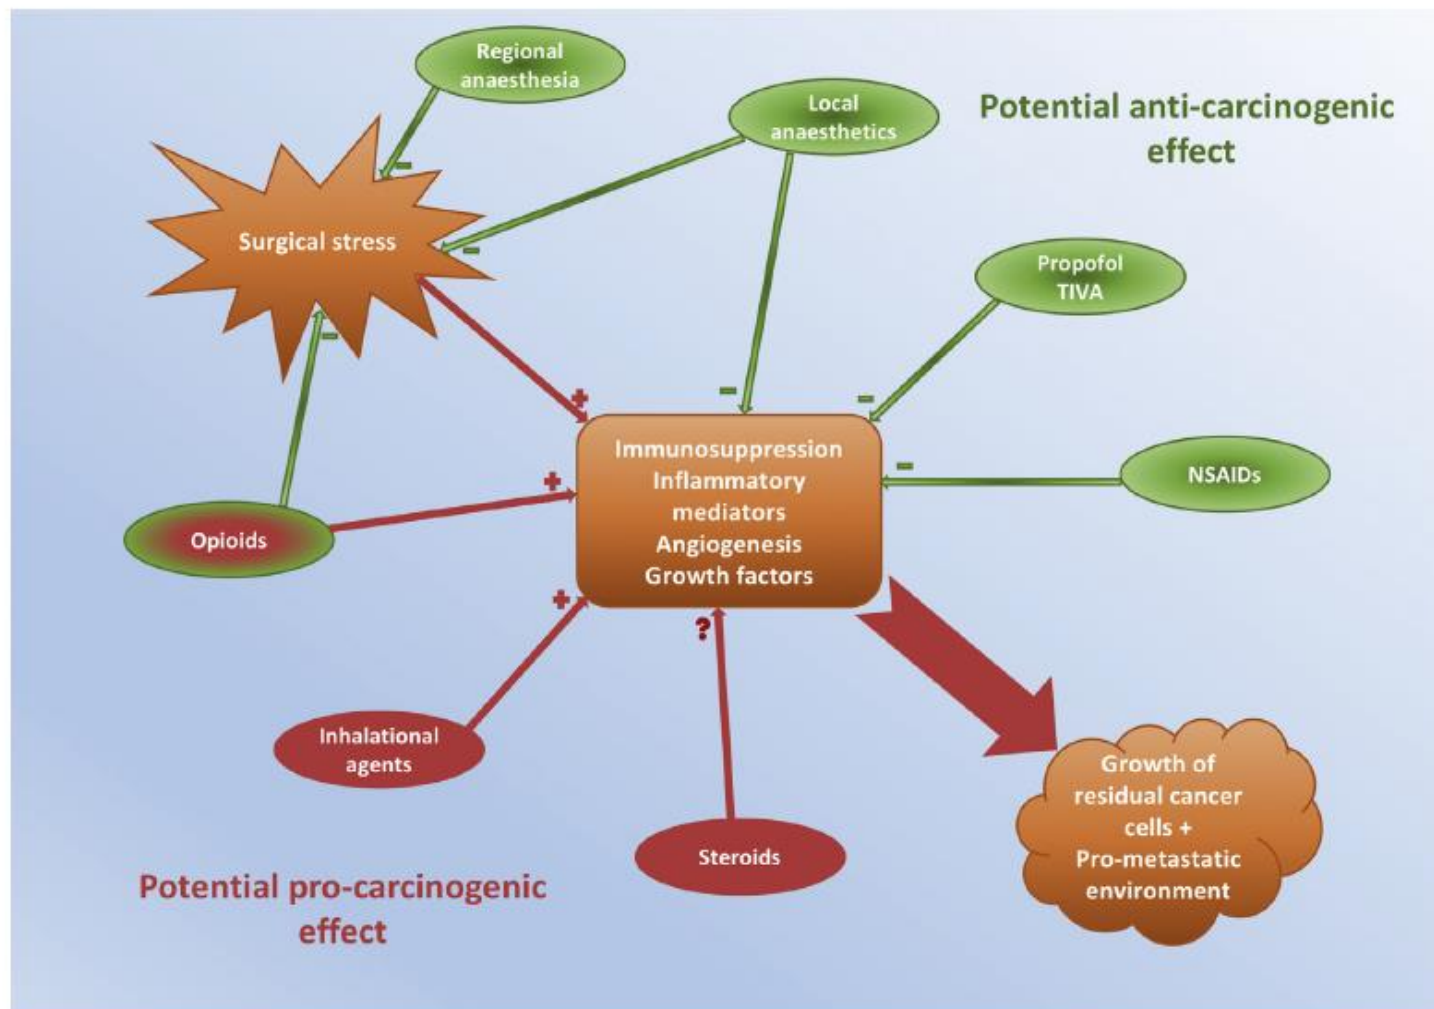 Regional
anaesthesia
Local
anaesthetics
Potential anti-carcinogenic
effect
-
Surgical stress
-
Propofol
TIVA
-
+
-
-
Immunosuppression
Inflammatory
mediators
Angiogenesis
Growth factors
-
NSAIDs
+
Opioids
+
?
Inhalational
agents
Steroids
Growth of
residual cancer
cells +
Pro-metastatic
environment
Potential pro-carcinogenic
effect